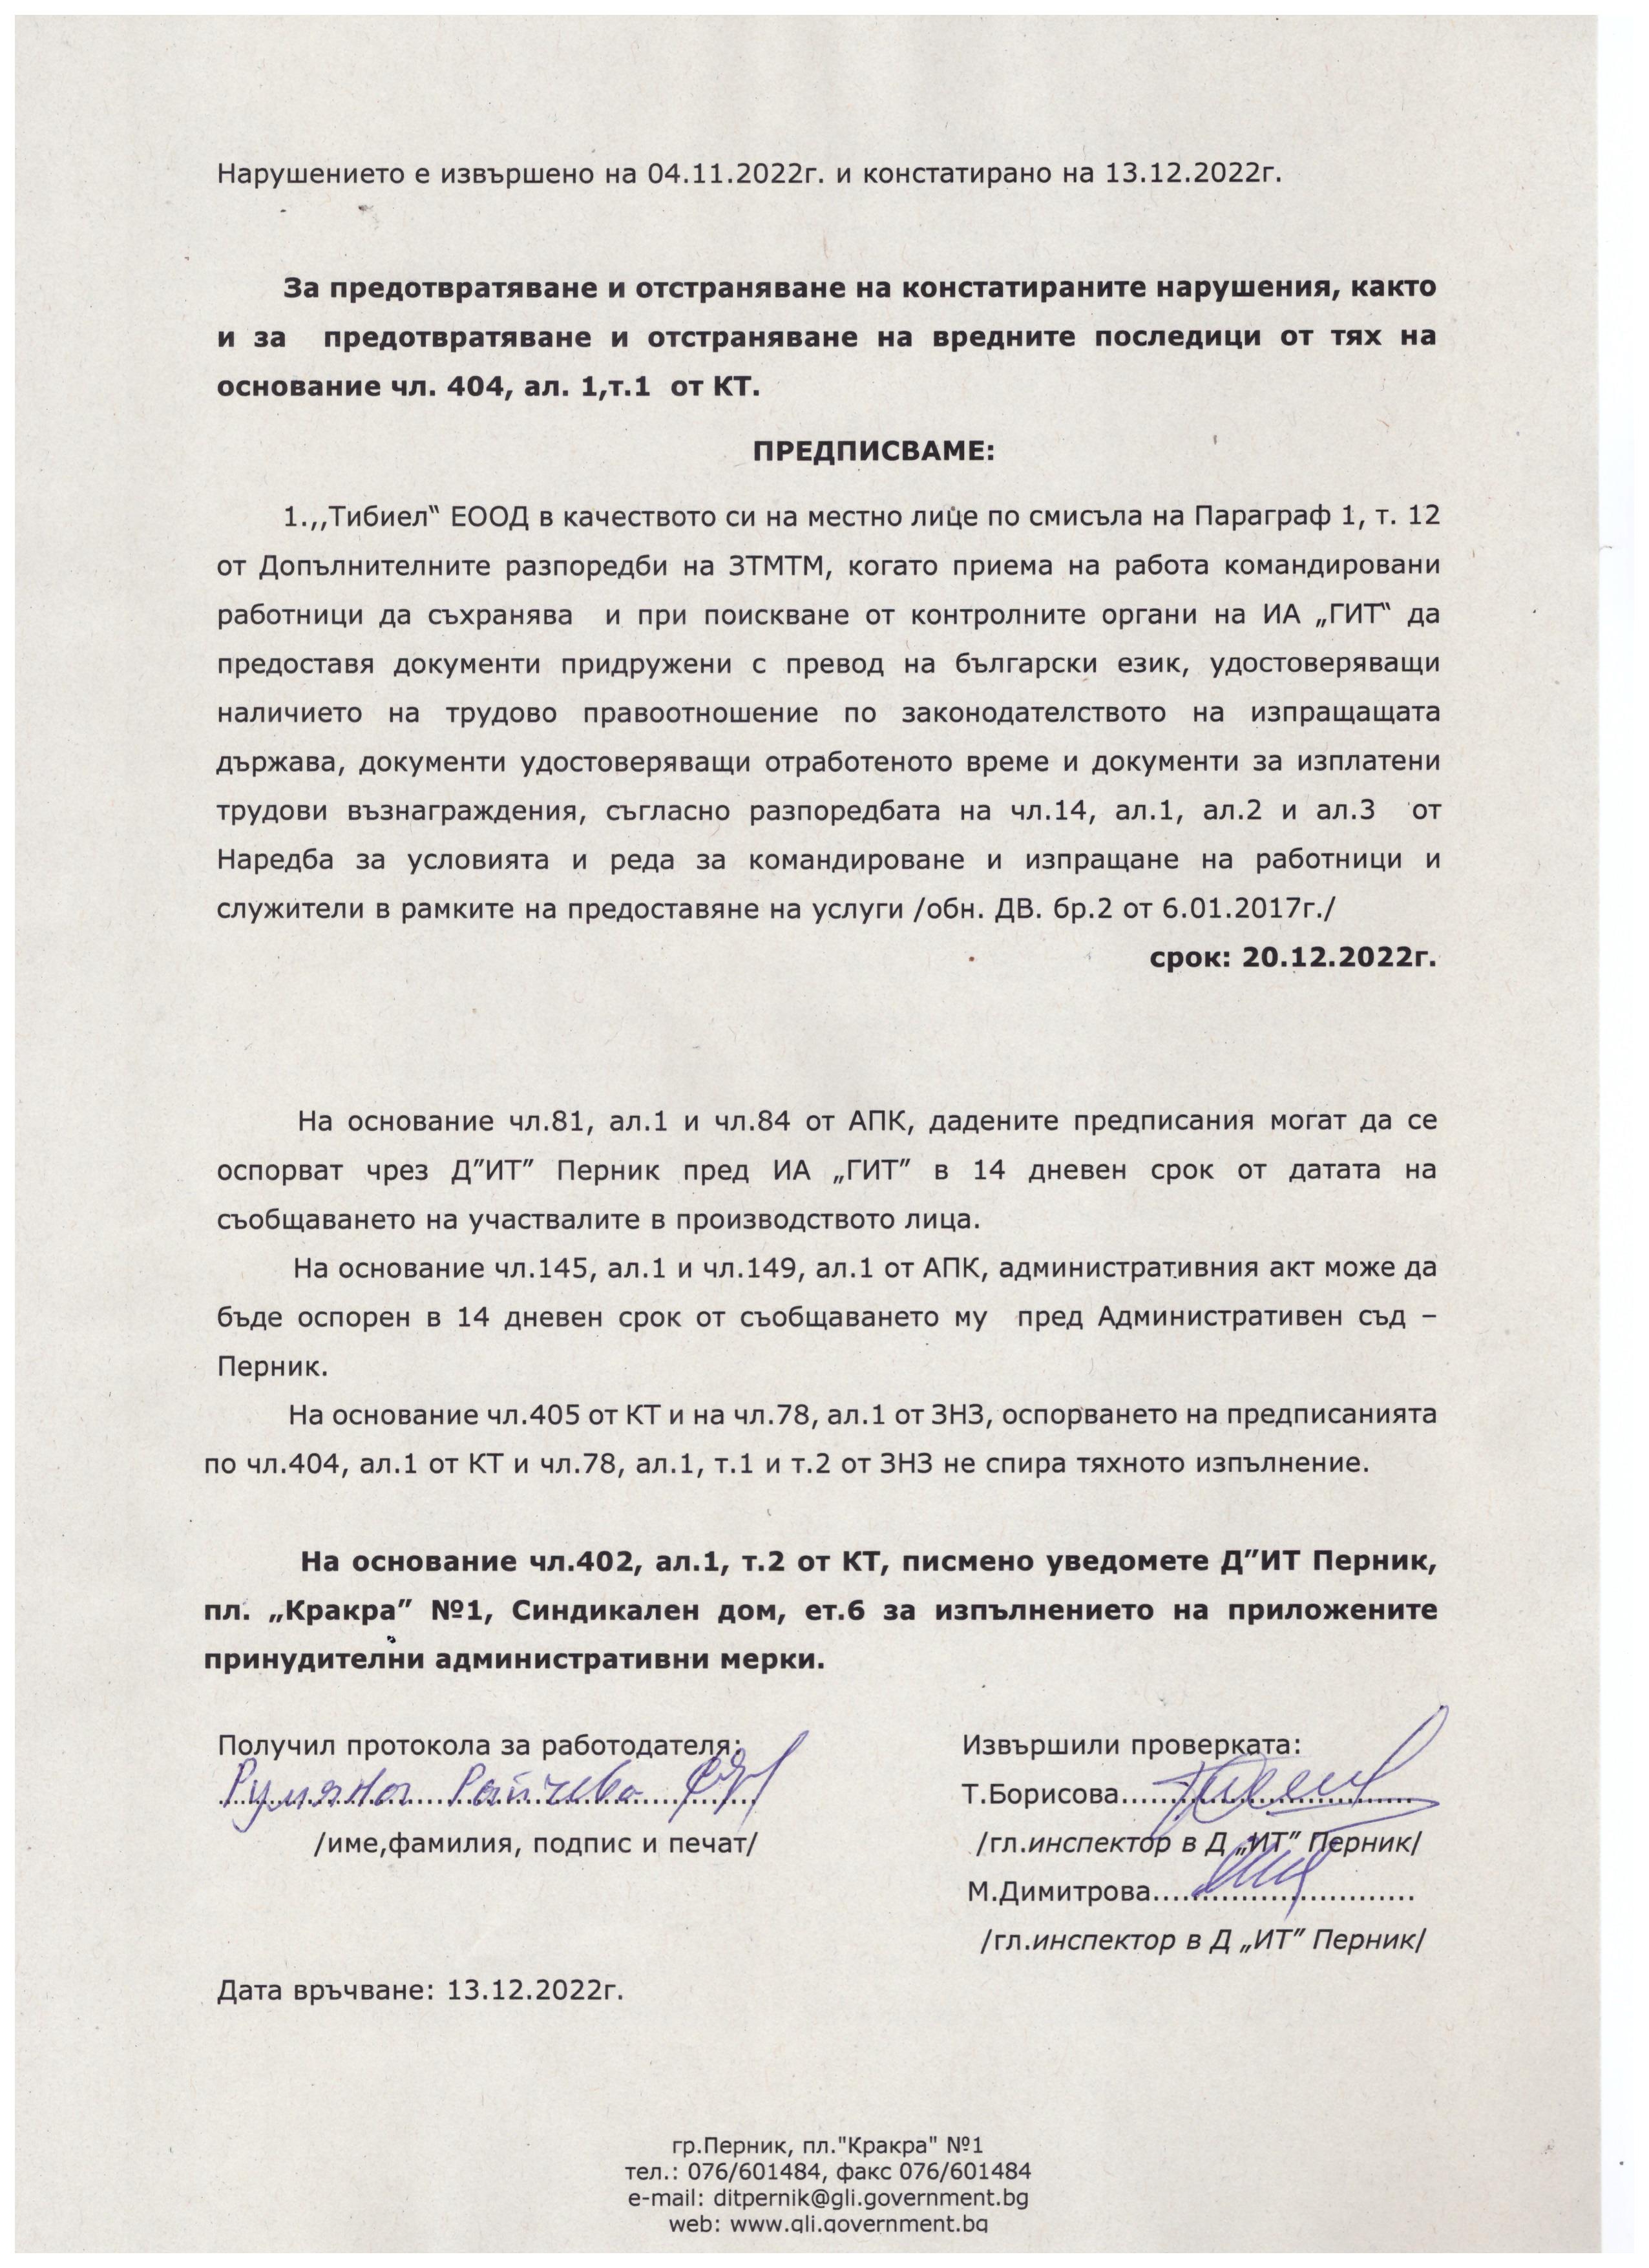 Нарушението е извършено на 04.11.2022г. и констатирано на 13.12.2022г.
За предотвратяване и отстраняване на констатираните нарушения, както
и за предотвратяване и отстраняване на вредните последици от тях на
основание чл. 404, ал. 1,т.1 от КТ.
ПРЕДПИСВАМЕ:
1.,,Тибиел‟ ЕООД в качеството си на местно лице по смисъла на Параграф 1, т. 12
от Допълнителните разпоредби на ЗТМТМ, когато приема на работа командировани
работници да съхранява и при поискване от контролните органи на ИА „ГИТ‟ да
предоставя документи придружени с превод на български език, удостоверяващи
наличието на трудово правоотношение по законодателството на изпращащата
държава, документи удостоверяващи отработеното време и документи за изплатени
трудови възнаграждения, съгласно разпоредбата на чл.14, ал.1, ал.2 и ал.3 от
Наредба за условията и реда за командироване и изпращане на работници и
служители в рамките на предоставяне на услуги /обн. ДВ. бр.2 от 6.01.2017г./
срок: 20.12.2022г.
На основание чл.81, ал.1 и чл.84 от АПК, дадените предписания могат да се
оспорват чрез Д”ИТ” Перник пред ИА „ГИТ” в 14 дневен срок от датата на
съобщаването на участвалите в производството лица.
На основание чл.145, ал.1 и чл.149, ал.1 от АПК, административния акт може да
бъде оспорен в 14 дневен срок от съобщаването му пред Административен съд –
Перник.
На основание чл.405 от КТ и на чл.78, ал.1 от ЗНЗ, оспорването на предписанията
по чл.404, ал.1 от КТ и чл.78, ал.1, т.1 и т.2 от ЗНЗ не спира тяхното изпълнение.
На основание чл.402, ал.1, т.2 от КТ, писмено уведомете Д”ИТ Перник,
пл. „Кракра” №1, Синдикален дом, ет.6 за изпълнението на приложените
принудителни административни мерки.
Получил протокола за работодателя: Извършили проверката:
Румяна Райчева Т.Борисова
/име,фамилия, подпис и печат/ /гл.инспектор в Д „ИТ” Перник/
М.Димитрова
/гл.инспектор в Д „ИТ” Перник/
Дата връчване: 13.12.2022г.
гр.Перник, пл."Кракра" №1
тел.: 076/601484, факс 076/601484
e-mail: ditpernik@gli.government.bg
web: www.gli.government.bg